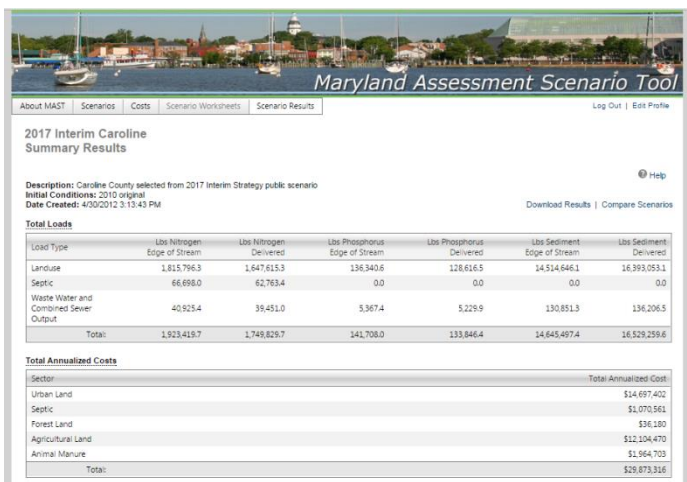 Maryland Assessment Scenario Tool
About MAST Scenarios Costs Scenario Worksheets Scenario Results Log Out | Edit Profile
2017 Interim Caroline
Summary Results
Help
Description: Caroline County selected from 2017 Interim Strategy public scenario
Initial Conditions: 2010 original
Date Created: 4/30/2012 3:13:43 PM Download Results | Compare Scenarios
Total Loads
Load Type Lbs Nitrogen Edge of Stream Lbs Nitrogen Delivered Lbs Phosphorus Edge of Stream Lbs Phosphorus Delivered Lbs Sediment Edge of Stream Lbs Sediment Delivered
Landuse 1,815,796.3 1,647,615.3 136,340.6 128,616.5 14,514,646.1 16,393,053.1
Septic 66,698.0 62,763.4 0.0 0.0 0.0 0.0
Waste Water and
Combined Sewer 40,925.4 39,451.0 5,367.4 5,229.9 130,851.3 136,206.5
Output
Total: 1,923,419.7 1,749,829.7 141,708.0 133,846.4 14,645,497.4 16,529,259.6
Total Annualized Costs
Sector Total Annualized Cost
Urban Land $14,697,402
Septic $1,070,561
Forest Land $36,180
Agricultural Land $12,104,470
Animal Manure $1,964,703
Total: $29,873,316